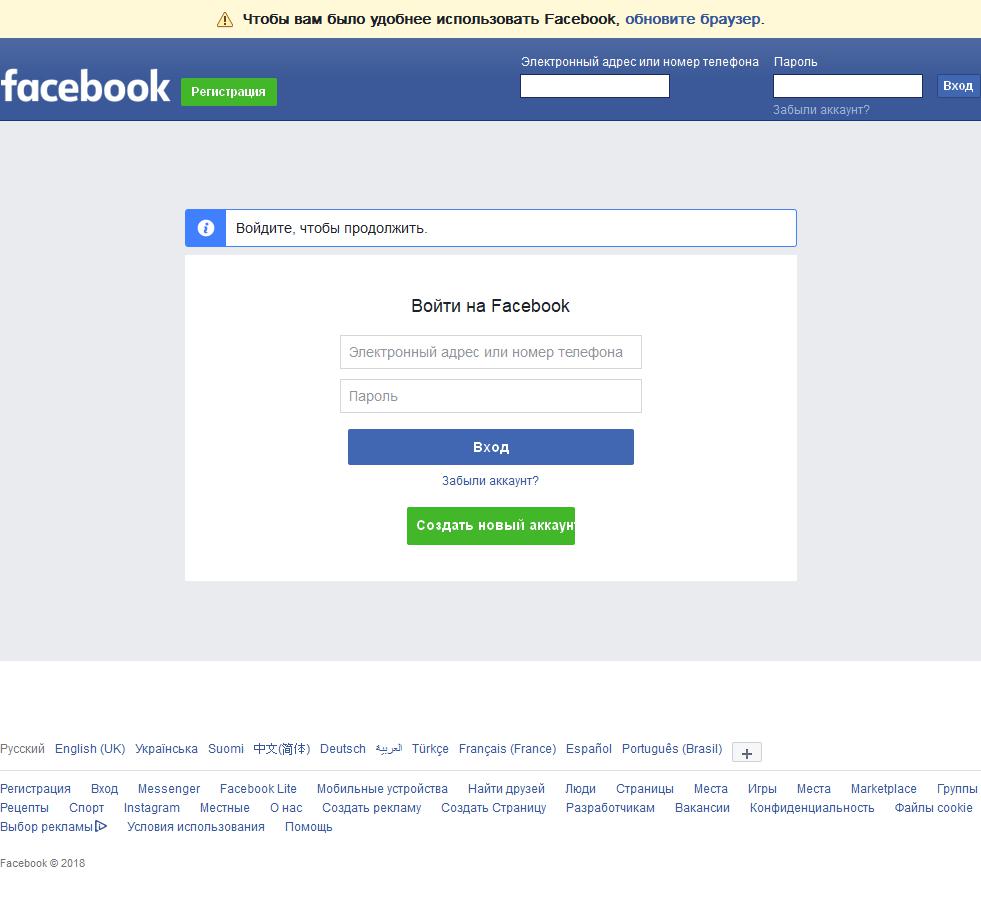 Чтобы вам было удобнее использовать Facebook, обновите браузер.
Электронный адрес или номер телефона Пароль
facebook Регистрация Вход
Забыли аккаунт?
Войдите, чтобы продолжить.
Войти на Facebook
Электронный адрес или номер телефона
Пароль
Вход
Забыли аккаунт?
Создать новый аккаунт
Русский English (UK) Українська Suomi 中文(简体) Deutsch العربية Türkçe Français (France) Español Português (Brasil) +
Регистрация Вход Messenger Facebook Lite Мобильные устройства Найти друзей Люди Страницы Места Игры Места Marketplace Группы
Рецепты Спорт Instagram Местные О нас Создать рекламу Создать Страницу Разработчикам Вакансии Конфиденциальность Файлы cookie
Выбор рекламы Условия использования Помощь
Facebook © 2018